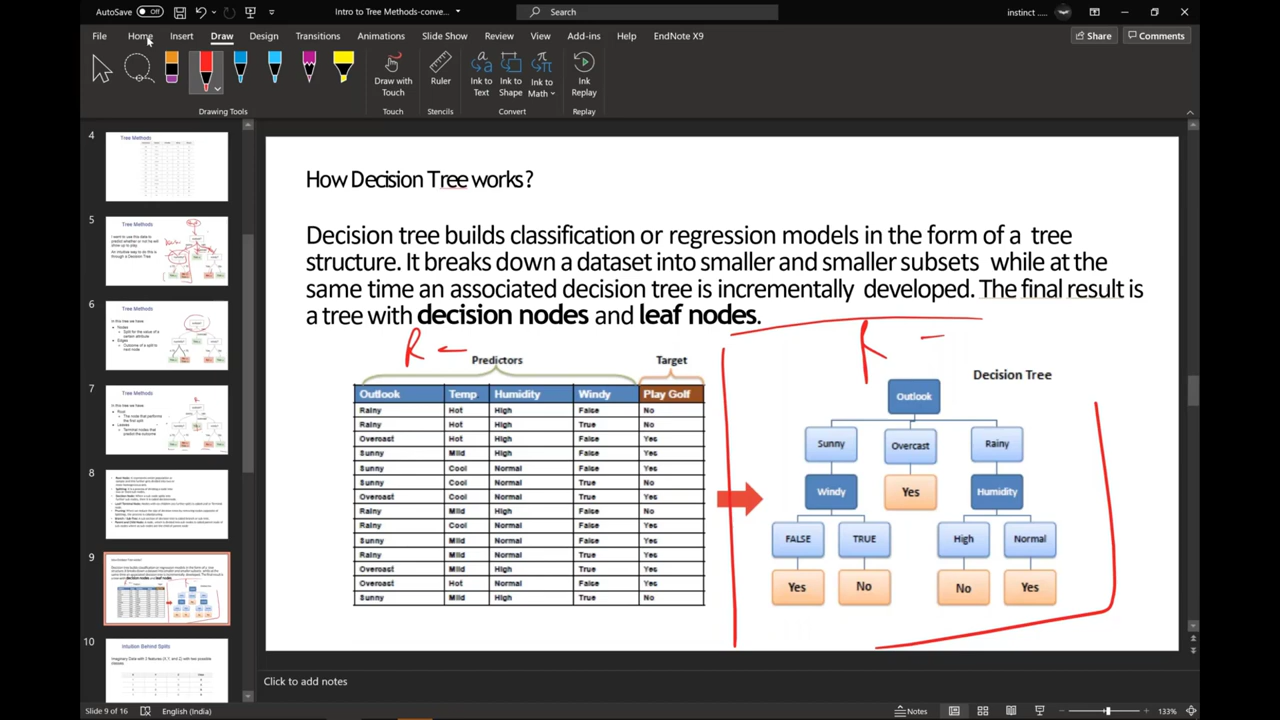 AutoSave Off
Intro to Tree Methods-conve...
Search
instinct ....
File Home Insert Draw Design Transitions Animations Slide Show Review View Add-ins Help EndNote X9
Share Comments
Draw with Touch
Ruler
Ink to Text
Ink to Shape
Ink to Math
Ink Replay
Drawing Tools Touch Stencils Convert Replay
4
Tree Methods
5
Tree Methods
6
7
Tree Methods
8
9
10
Intuition Behind Splits
How Decision Tree works?
Decision tree builds classification or regression models in the form of a tree
structure. It breaks down a dataset into smaller and smaller subsets while at the
same time an associated decision tree is incrementally developed. The final result is
a tree with decision nodes and leaf nodes.
R
R
Predictors Target
Outlook Temp Humidity Windy Play Golf
Rainy Hot High False No
Rainy Hot High True No
Overcast Hot High False Yes
Sunny Mild High False Yes
Sunny Cool Normal False Yes
Sunny Cool Normal True No
Overcast Cool Normal True Yes
Rainy Mild High False No
Rainy Cool Normal False Yes
Sunny Mild Normal False Yes
Rainy Mild Normal True Yes
Overcast Mild High True Yes
Overcast Hot Normal False Yes
Sunny Mild High True No
Decision Tree
Outlook
Sunny Overcast Rainy
Windy Yes Humidity
FALSE TRUE High Normal
Yes No No Yes
Click to add notes
Slide 9 of 16 English (India) Notes 133%